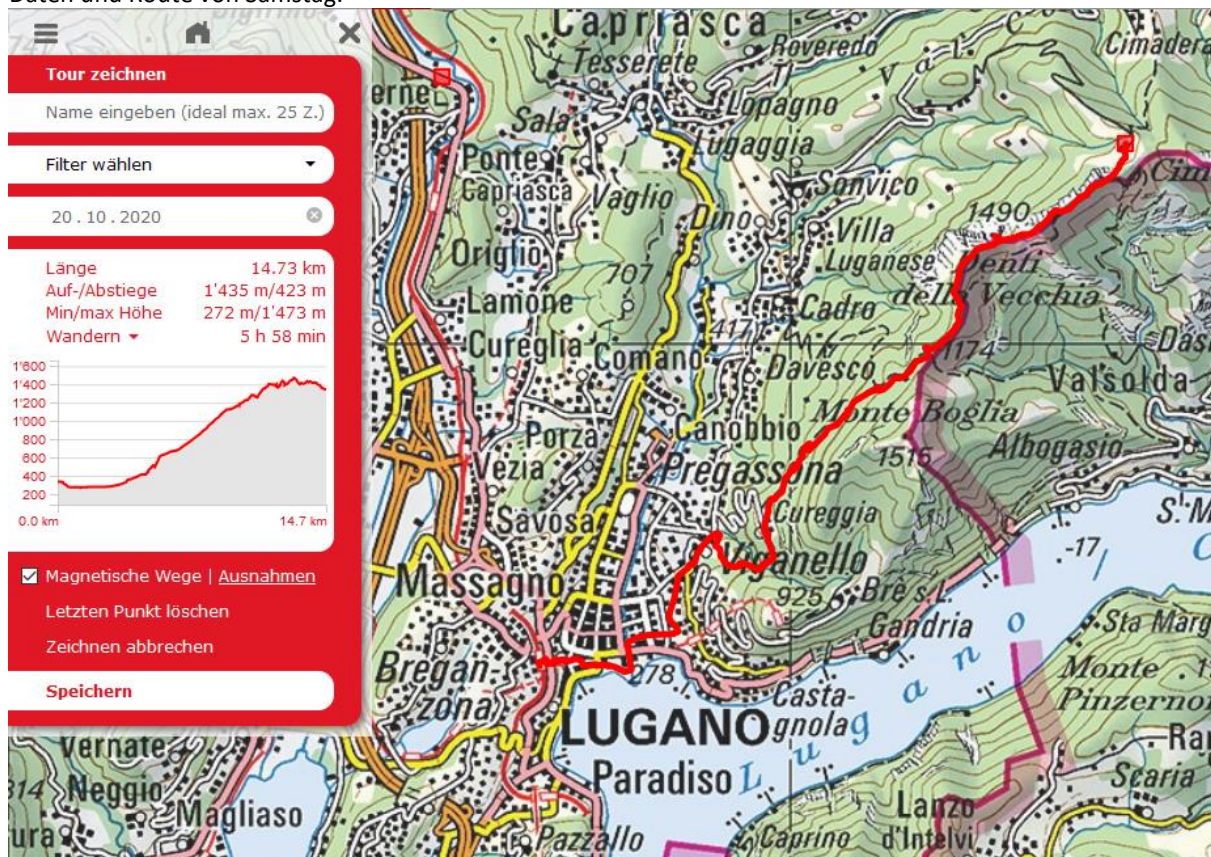 Daten und Route von Samstag:
Tour zeichnen
Name eingeben (ideal max. 25 Z.)
Filter wählen
20 . 10 . 2020
Länge 14.73 km
Auf-/Abstiege 1'435 m/423 m
Min/max Höhe 272 m/1'473 m
Wandern 5 h 58 min
1'600
1'400
1'200
1'000
800
600
400
200
0.0 km 14.7 km
Magnetische Wege | Ausnahmen
Letzten Punkt löschen
Zeichnen abbrechen
Speichern
Capriasca
Roveredo
Cimadera
Tesserete
Val
Lopagno
Sala
Lugaggia
Ponte
Capriasca
Vaglio
Sonvico
Dino
Villa
Luganese
1490
Origlio
707
Denti
della Vecchia
Lamone
Cadro
417
Cureglia
Comano
Davesco
1174
Valsolda
Monte Boglia
Porza
Canobbio
Albogasio
Vezia
Pregassona
1515
Savosa
Cureggia
Massagno
Viganello
925
Brè s. L.
Gandria
Sta Marg
Bregan-
zona
278
Casta-
gnola
Monte
Pinzernon
LUGANO
Lugano
Paradiso
Vernate
Neggio
Magliaso
Scaria
Lanzo
d'Intelvi
Pazzallo
Caprino